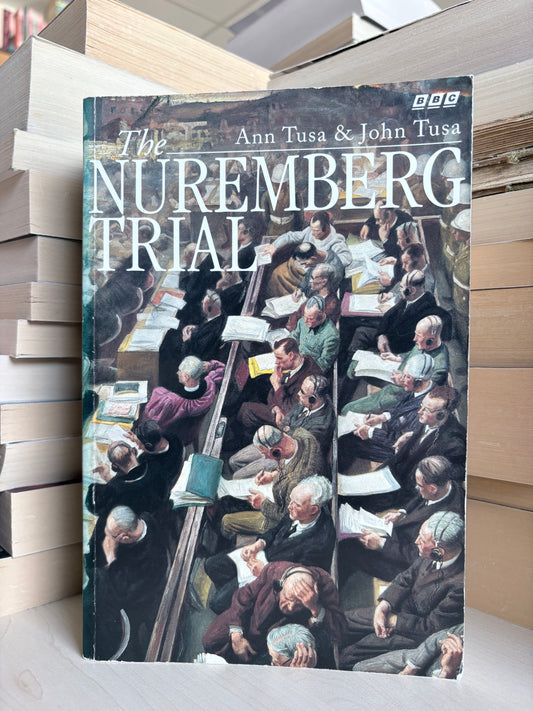 BBC
Ann Tusa & John Tusa
The
NUREMBERG
TRIAL